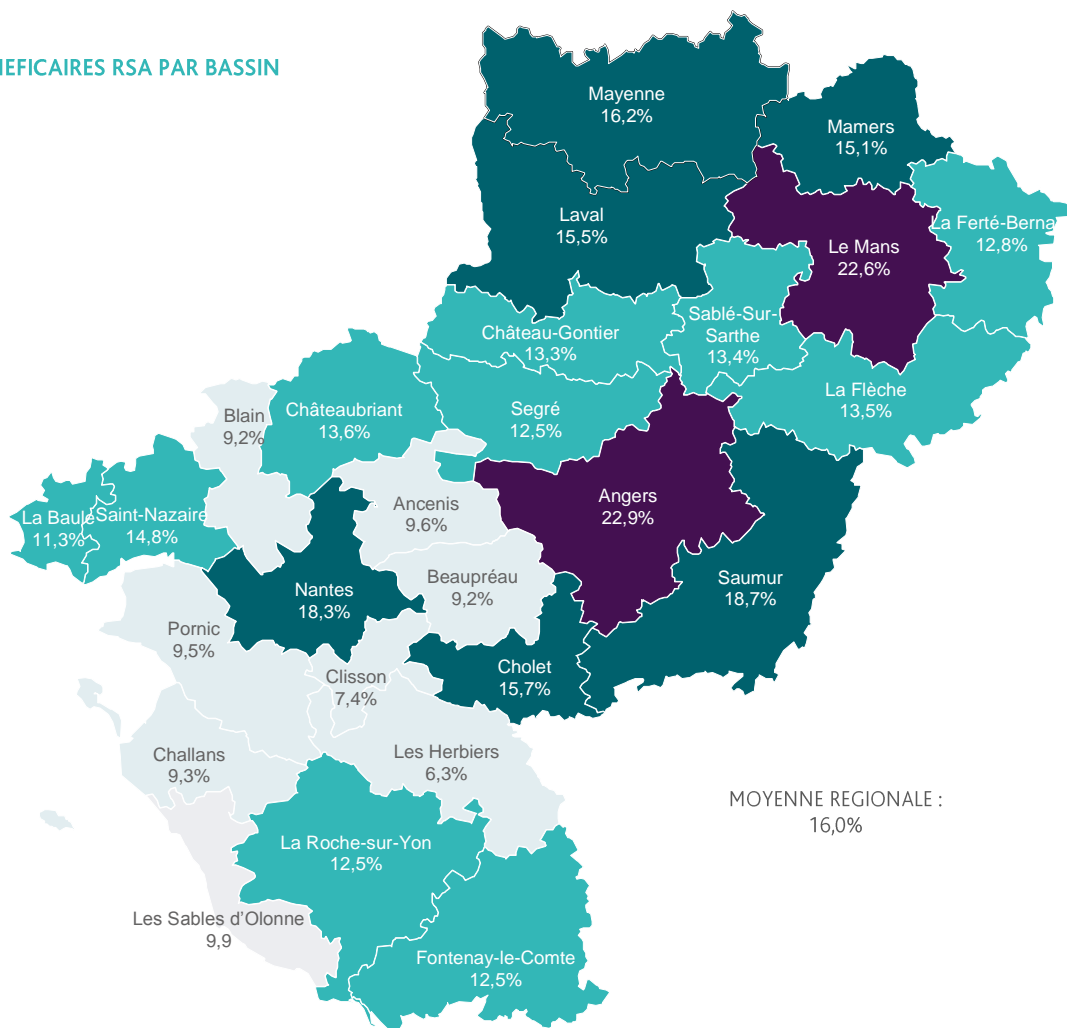 EFICAIRES RSA PAR BASSIN
Mayenne
16,2%
Mamers
15,1%
Laval
15,5%
La Ferté-Berna
12,8%
Le Mans
22,6%
Château-Gontier
13,3%
Sablé-Sur-
Sarthe
13,4%
La Flèche
13,5%
Blain
9,2%
Châteaubriant
13,6%
Segré
12,5%
Ancenis
9,6%
Angers
22,9%
La Baule
11,3%
Saint-Nazaire
14,8%
Beaupréau
9,2%
Saumur
18,7%
Nantes
18,3%
Pornic
9,5%
Clisson
7,4%
Cholet
15,7%
Challans
9,3%
Les Herbiers
6,3%
MOYENNE REGIONALE :
16,0%
La Roche-sur-Yon
12,5%
Les Sables d’Olonne
9,9
Fontenay-le-Comte
12,5%